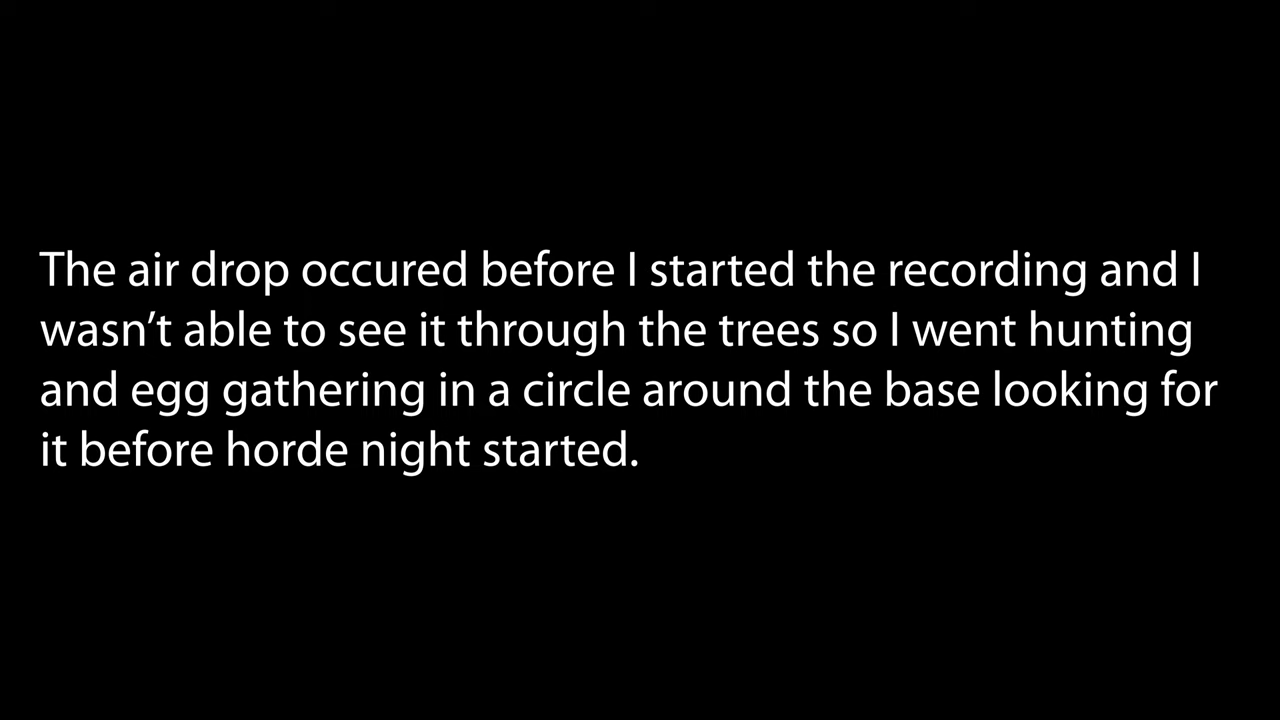 The air drop occured before I started the recording and I
wasn’t able to see it through the trees so I went hunting
and egg gathering in a circle around the base looking for
it before horde night started.